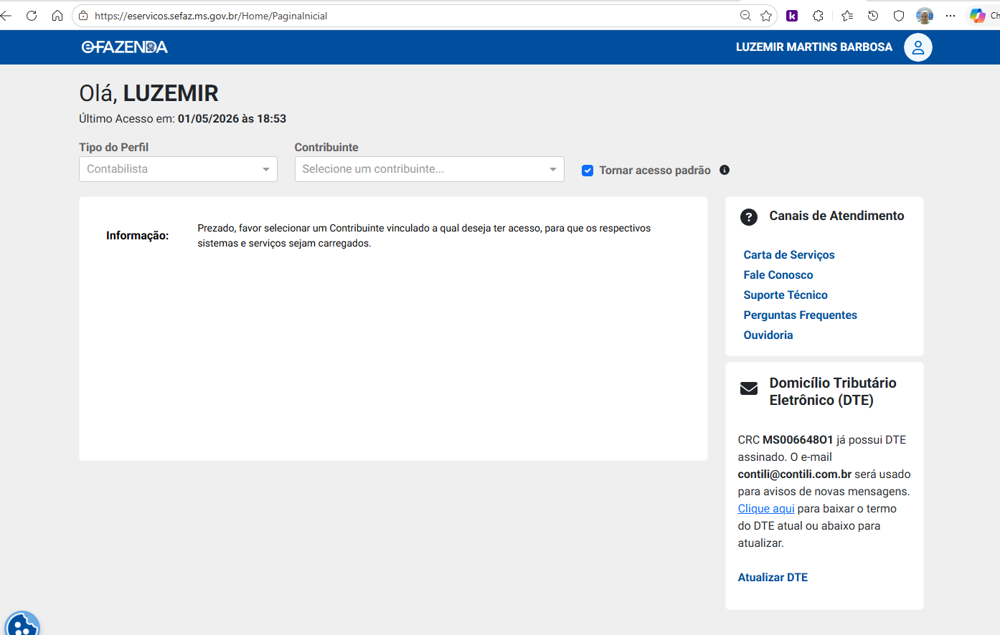 https://eservicos.sefaz.ms.gov.br/Home/PaginaInicial
e-FAZENDA
LUZEMIR MARTINS BARBOSA
Olá, LUZEMIR
Último Acesso em: 01/05/2026 às 18:53
Tipo do Perfil
Contribuinte
Contabilista
Selecione um contribuinte...
Tornar acesso padrão
Informação:
Prezado, favor selecionar um Contribuinte vinculado a qual deseja ter acesso, para que os respectivos
sistemas e serviços sejam carregados.
Canais de Atendimento
Carta de Serviços
Fale Conosco
Suporte Técnico
Perguntas Frequentes
Ouvidoria
Domicílio Tributário
Eletrônico (DTE)
CRC MS006648O1 já possui DTE
assinado. O e-mail
contili@contili.com.br será usado
para avisos de novas mensagens.
Clique aqui para baixar o termo
do DTE atual ou abaixo para
atualizar.
Atualizar DTE